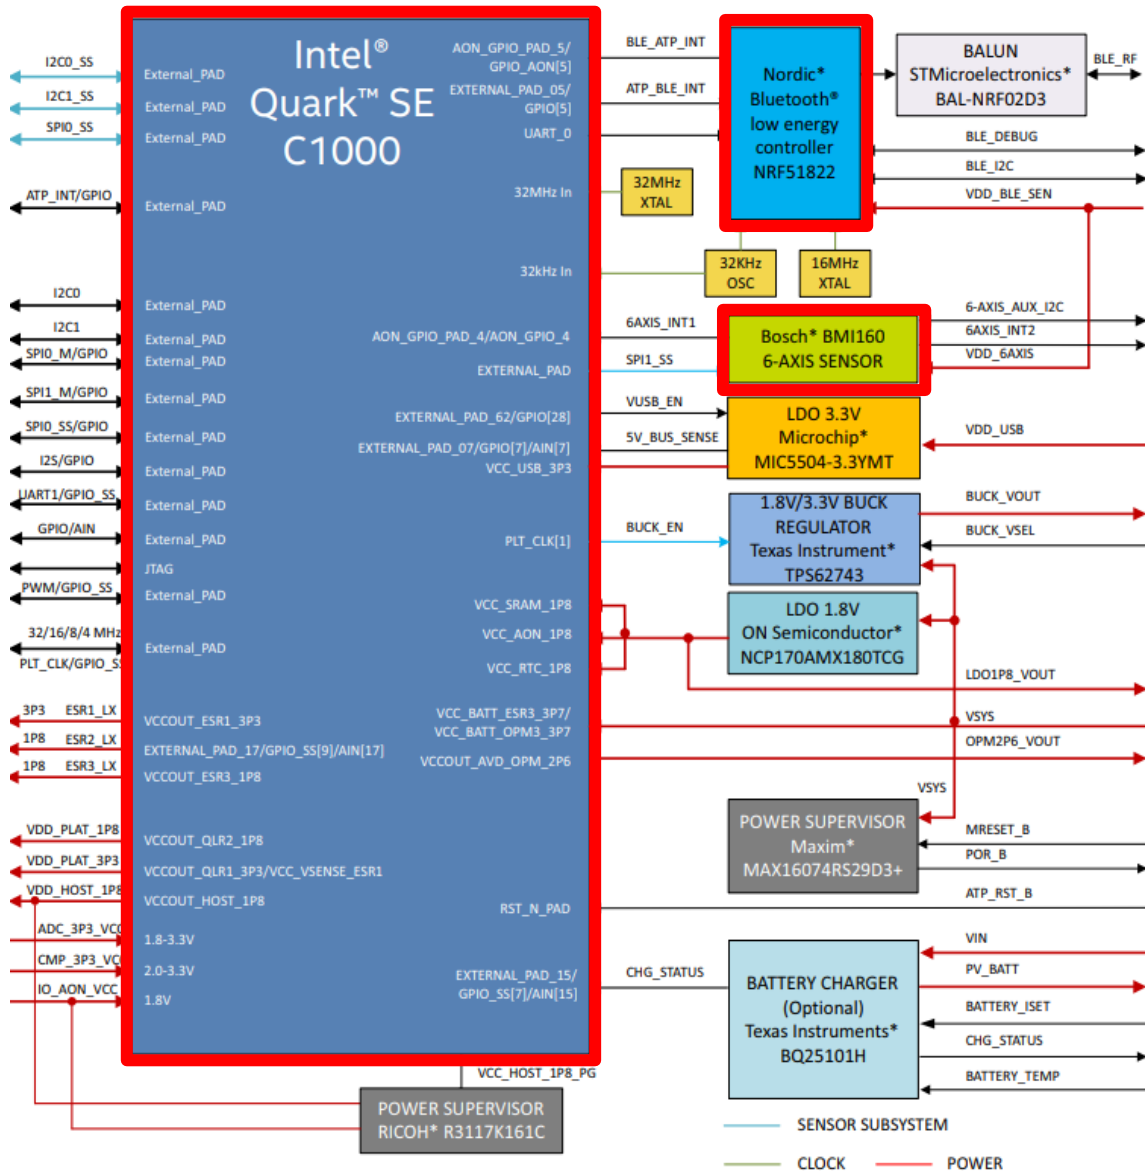 Intel®
Quark™ SE
C1000
I2C0_SS
External_PAD
I2C1_SS
External_PAD
SPI0_SS
External_PAD
ATP_INT/GPIO
External_PAD
I2C0
External_PAD
I2C1
External_PAD
SPI0_M/GPIO
External_PAD
SPI1_M/GPIO
External_PAD
SPI0_SS/GPIO
External_PAD
I2S/GPIO
External_PAD
UART1/GPIO_SS
External_PAD
GPIO/AIN
External_PAD
JTAG
PWM/GPIO_SS
External_PAD
32/16/8/4 MHz
External_PAD
PLT_CLK/GPIO_SS
3P3 ESR1_LX
VCCOUT_ESR1_3P3
1P8 ESR2_LX
EXTERNAL_PAD_17/GPIO_SS[9]/AIN[17]
1P8 ESR3_LX
VCCOUT_ESR3_1P8
VDD_PLAT_1P8
VCCOUT_QLR2_1P8
VDD_PLAT_3P3
VCCOUT_QLR1_3P3/VCC_VSENSE_ESR1
VDD_HOST_1P8
VCCOUT_HOST_1P8
ADC_3P3_VCC
1.8-3.3V
CMP_3P3_VCC
2.0-3.3V
IO_AON_VCC
1.8V
AON_GPIO_PAD_5/
GPIO_AON[5]
EXTERNAL_PAD_05/
GPIO[5]
UART_0
32MHz In
32kHz In
AON_GPIO_PAD_4/AON_GPIO_4
EXTERNAL_PAD
EXTERNAL_PAD_62/GPIO[28]
EXTERNAL_PAD_07/GPIO[7]/AIN[7]
VCC_USB_3P3
PLT_CLK[1]
VCC_SRAM_1P8
VCC_AON_1P8
VCC_RTC_1P8
VCC_BATT_ESR3_3P7/
VCC_BATT_OPM3_3P7
VCCOUT_AVD_OPM_2P6
RST_N_PAD
EXTERNAL_PAD_15/
GPIO_SS[7]/AIN[15]
BLE_ATP_INT
ATP_BLE_INT
32MHz
XTAL
Nordic*
Bluetooth®
low energy
controller
NRF51822
BALUN
STMicroelectronics*
BAL-NRF02D3
BLE_RF
BLE_DEBUG
BLE_I2C
VDD_BLE_SEN
32KHz
OSC
16MHz
XTAL
6AXIS_INT1
SPI1_SS
Bosch* BMI160
6-AXIS SENSOR
6-AXIS_AUX_I2C
6AXIS_INT2
VDD_6AXIS
VUSB_EN
5V_BUS_SENSE
LDO 3.3V
Microchip*
MIC5504-3.3YMT
VDD_USB
BUCK_EN
1.8V/3.3V BUCK
REGULATOR
Texas Instrument*
TPS62743
BUCK_VOUT
BUCK_VSEL
LDO 1.8V
ON Semiconductor*
NCP170AMX180TCG
LDO1P8_VOUT
VSYS
OPM2P6_VOUT
VSYS
POWER SUPERVISOR
Maxim*
MAX16074RS29D3+
MRESET_B
POR_B
ATP_RST_B
CHG_STATUS
BATTERY CHARGER
(Optional)
Texas Instruments*
BQ25101H
VIN
PV_BATT
BATTERY_ISET
CHG_STATUS
BATTERY_TEMP
VCC_HOST_1P8_PG
POWER SUPERVISOR
RICOH* R3117K161C
SENSOR SUBSYSTEM
CLOCK
POWER